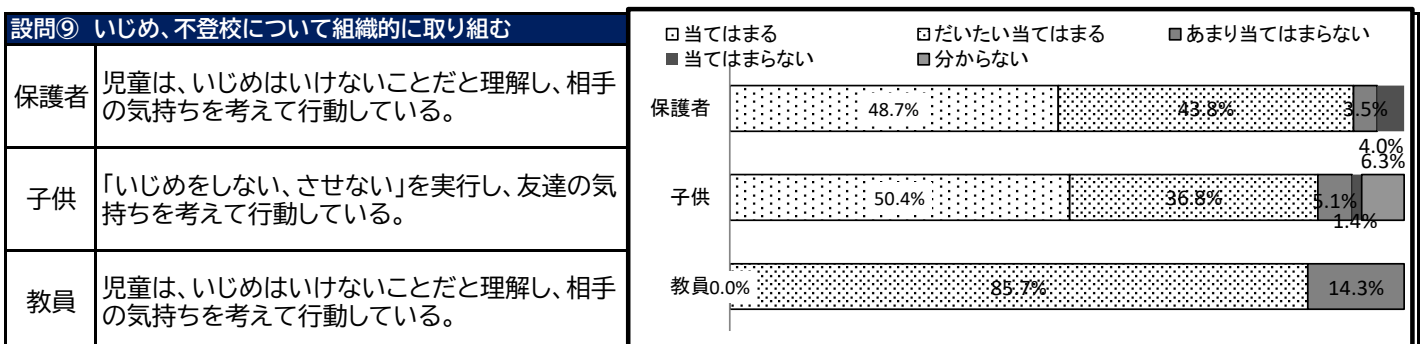 設問⑨ いじめ、不登校について組織的に取り組む
保護者
児童は、いじめはいけないことだと理解し、相手
の気持ちを考えて行動している。
子供
「いじめをしない、させない」を実行し、友達の気
持ちを考えて行動している。
教員
児童は、いじめはいけないことだと理解し、相手
の気持ちを考えて行動している。
当てはまる だいたい当てはまる あまり当てはまらない
当てはまらない 分からない
保護者 48.7% 43.8% 3.5%
4.0%
6.3%
子供 50.4% 36.8% 5.1%
1.4%
教員 0.0% 85.7% 14.3%